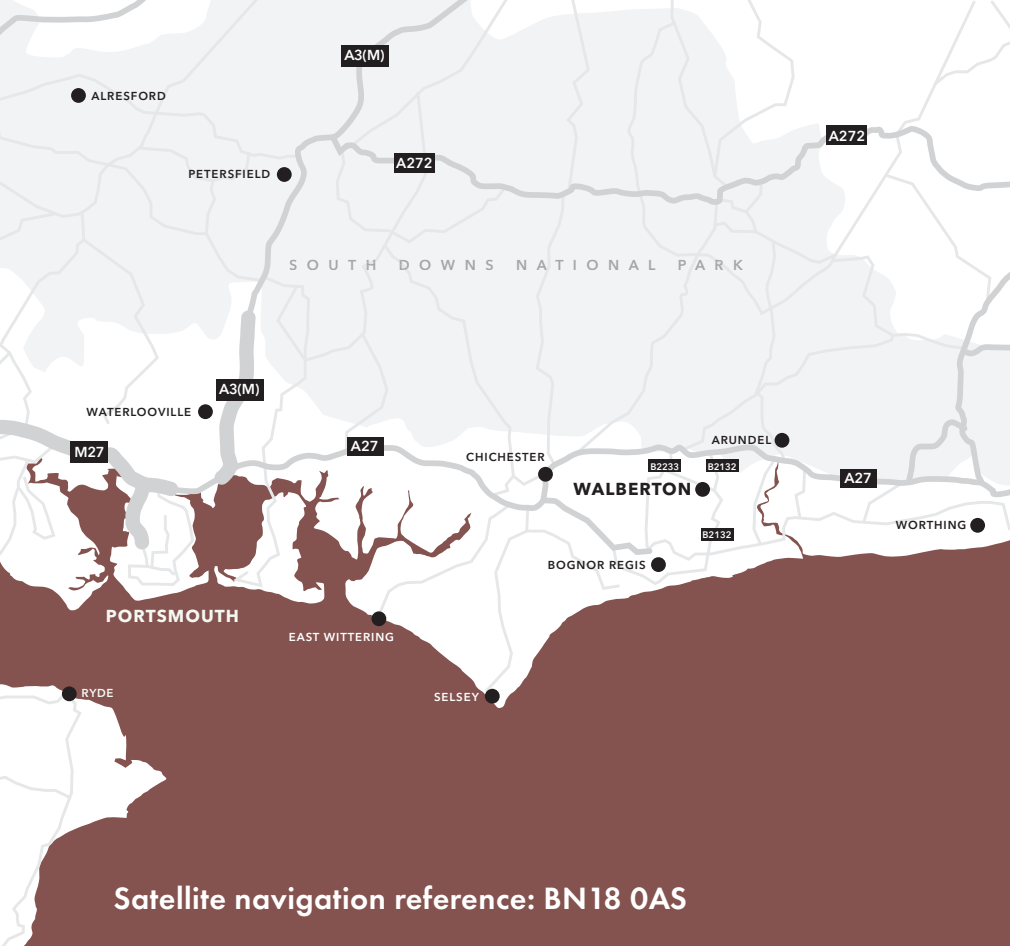 A3(M)
ALRESFORD
A272
A272
PETERSFIELD
SOUTH DOWNS NATIONAL PARK
A3(M)
WATERLOOVILLE
M27
A27
CHICHESTER
ARUNDEL
B2233
B2132
A27
WALBERTON
WORTHING
B2132
BOGNOR REGIS
PORTSMOUTH
EAST WITTERING
RYDE
SELSEY
Satellite navigation reference: BN18 0AS